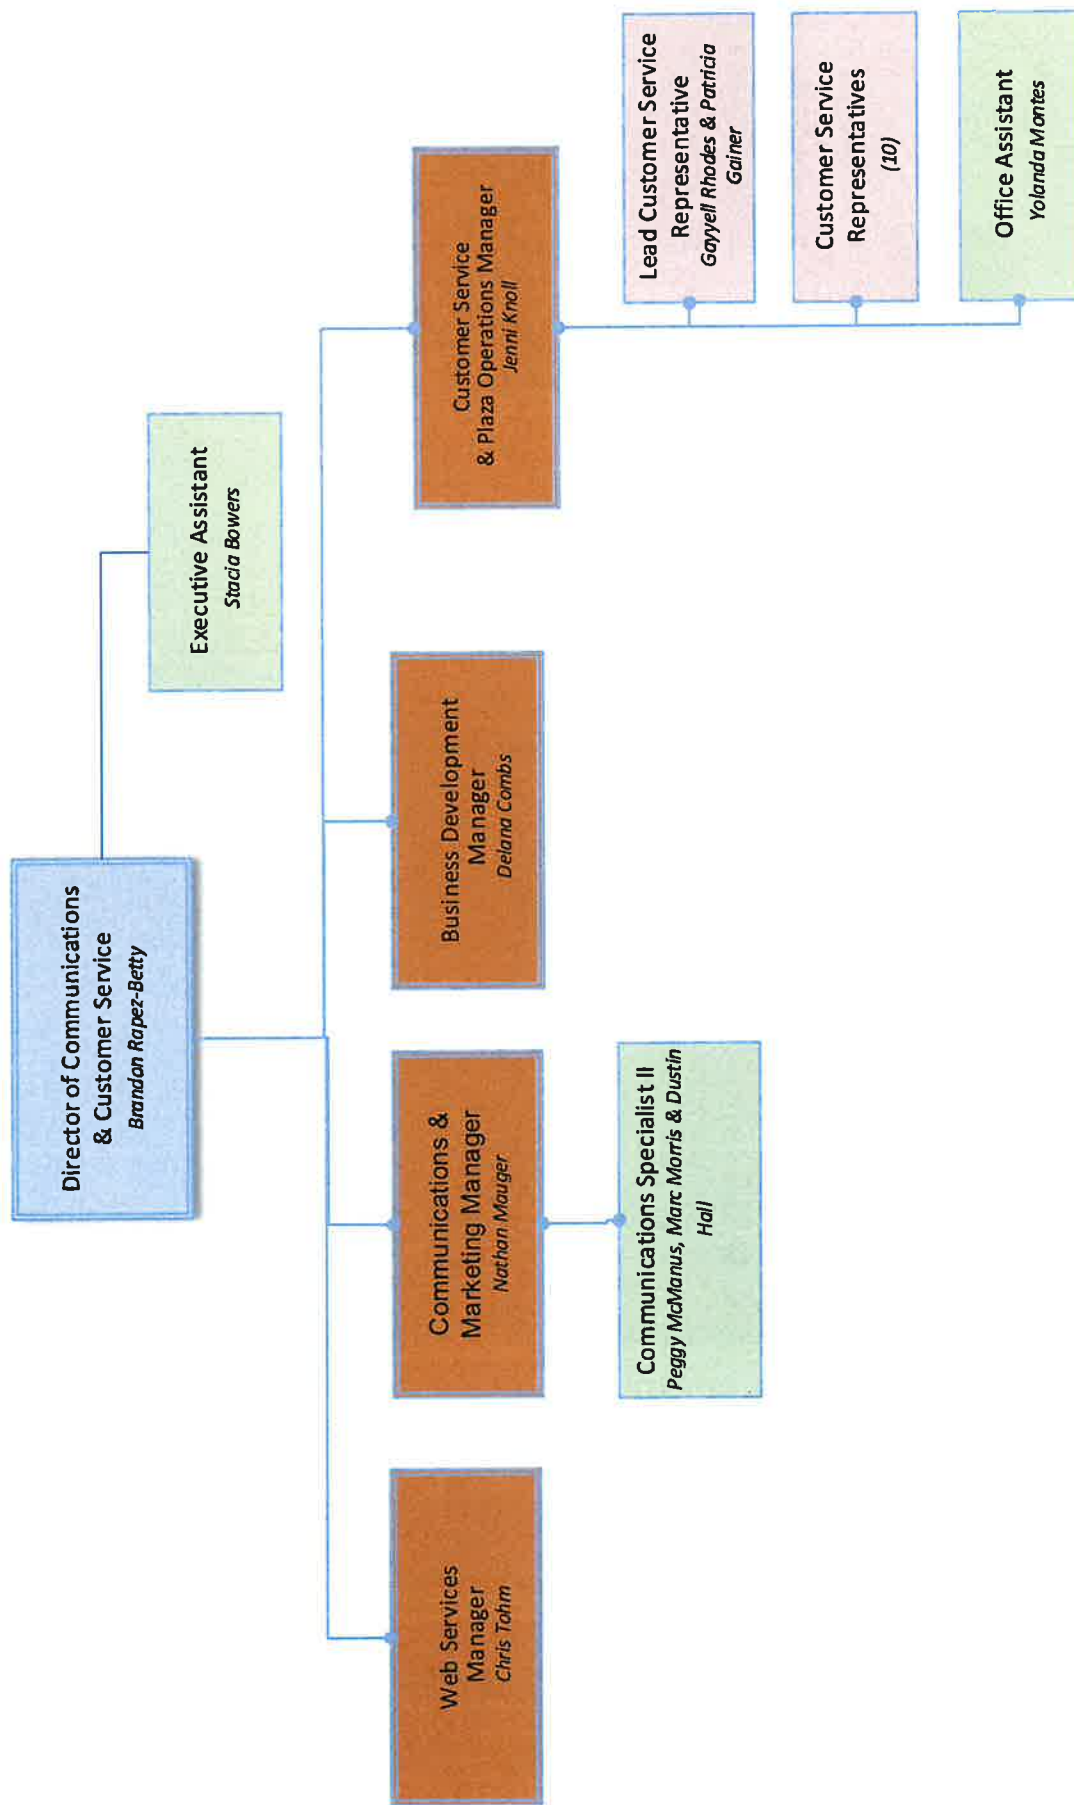 Director of Communications
& Customer Service
Brandon Rapez-Betty
Executive Assistant
Stacia Bowers
Web Services
Manager
Chris Tohm
Communications &
Marketing Manager
Nathan Mauger
Business Development
Manager
Delana Combs
Customer Service
& Plaza Operations Manager
Jenni Knoll
Communications Specialist II
Peggy McManus, Marc Morris & Dustin
Hall
Lead Customer Service
Representative
Gayyell Rhodes & Patricia
Gainer
Customer Service
Representatives
(10)
Office Assistant
Yolanda Montes